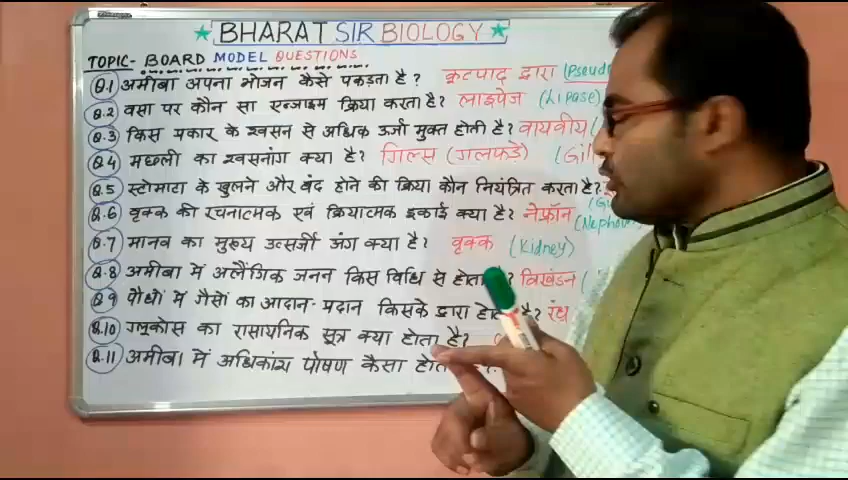 BHARAT SIR BIOLOGY
TOPIC- BOARD MODEL QUESTIONS
Q.1 अमीबा अपना भोजन कैसे पकड़ता है? कूटपाद द्वारा (Pseud
Q.2 वसा पर कौन सा एन्जाइम क्रिया करता है? लाइपेज (Lipase)
Q.3 किस प्रकार के श्वसन से अधिक ऊर्जा मुक्त होती है? वायवीय (
Q.4 मछली का श्वसनांग क्या है? गिल्स (गलफड़े) (Gil
Q.5 स्टोमाटा के खुलने और बंद होने की क्रिया कौन नियंत्रित करता है?
Q.6 वृक्क की रचनात्मक एवं क्रियात्मक इकाई क्या है? नेफ्रॉन (Nephron
Q.7 मानव का मुख्य उत्सर्जी अंग क्या है? वृक्क (Kidney)
Q.8 अमीबा में अलैंगिक जनन किस विधि से होता ? विखंडन (
Q.9 पौधों में गैसों का आदान-प्रदान किसके द्वारा होत है? रंध्र
Q.10 ग्लूकोस का रासायनिक सूत्र क्या होता है?
Q.11 अमीबा में अधिकांश पोषण कैसा होत